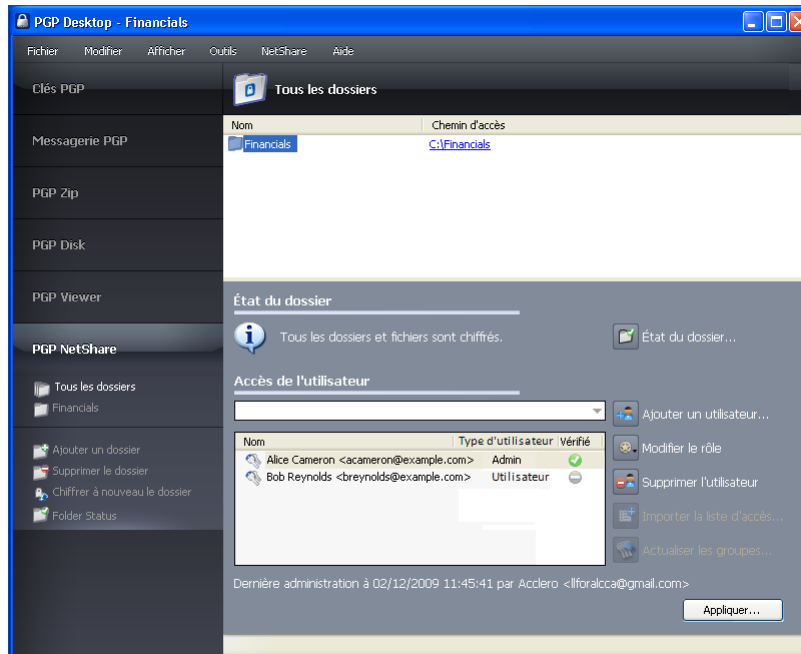 PGP Desktop - Financials
Fichier Modifier Afficher Outils NetShare Aide
Clés PGP
Messagerie PGP
PGP Zip
PGP Disk
PGP Viewer
PGP NetShare
Tous les dossiers
Financials
Ajouter un dossier
Supprimer le dossier
Chiffrer à nouveau le dossier
Folder Status
Tous les dossiers
Nom Chemin d'accès
Financials C:\Financials
État du dossier
Tous les dossiers et fichiers sont chiffrés.
État du dossier...
Accès de l'utilisateur
Ajouter un utilisateur...
Nom Type d'utilisateur Vérifié
Alice Cameron <acameron@example.com> Admin
Bob Reynolds <breynolds@example.com> Utilisateur
Modifier le rôle
Supprimer l'utilisateur
Importer la liste d'accès...
Actualiser les groupes...
Dernière administration à 02/12/2009 11:45:41 par Acclero <llforalcca@gmail.com>
Appliquer...